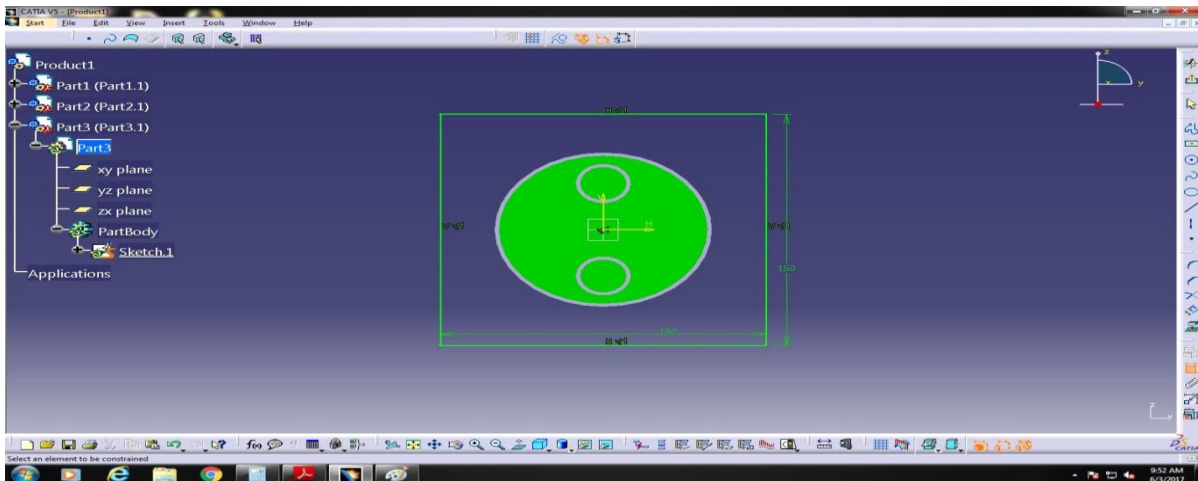 CATIA V5 - [Product1]
Start File Edit View Insert Tools Window Help
Product1
Part1 (Part1.1)
Part2 (Part2.1)
Part3 (Part3.1)
Part3
xy plane
yz plane
zx plane
PartBody
Sketch.1
Applications
z
x y
H
150
150
z
y
Select an element to be constrained
CATIA
9:52 AM
6/3/2017